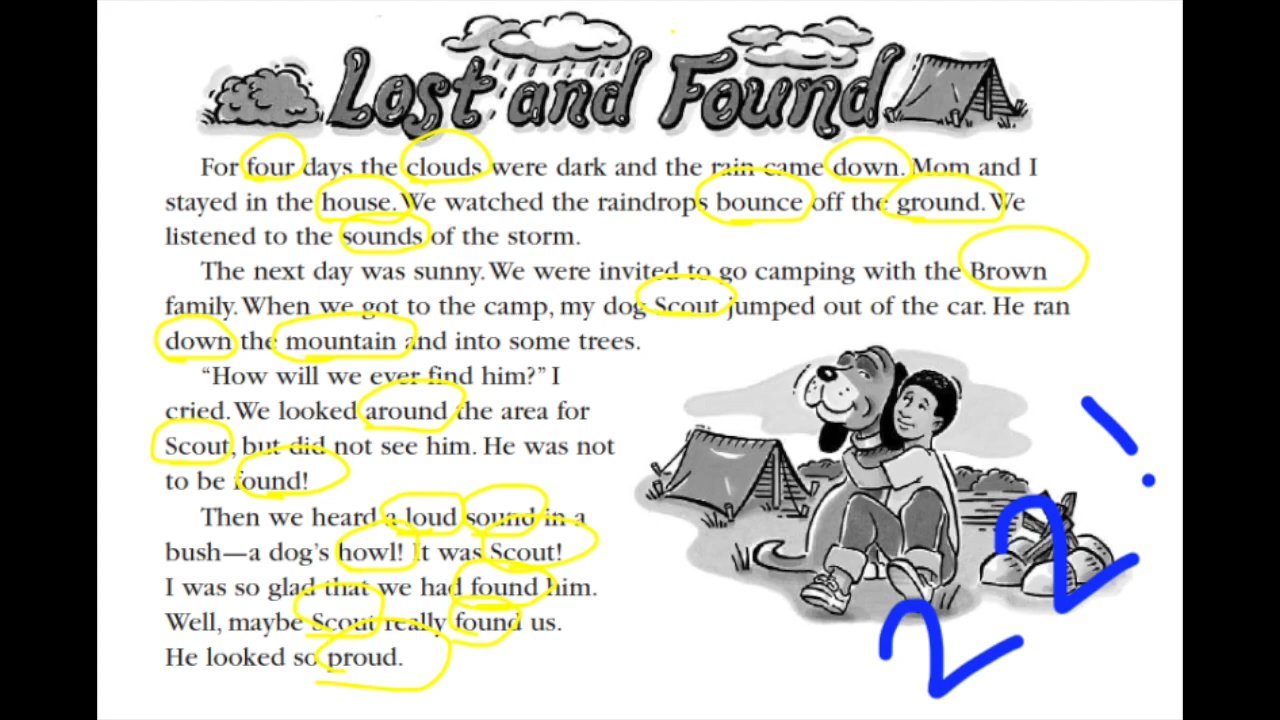 Lost and Found
For four days the clouds were dark and the rain came down. Mom and I
stayed in the house. We watched the raindrops bounce off the ground. We
listened to the sounds of the storm.
The next day was sunny. We were invited to go camping with the Brown
family. When we got to the camp, my dog Scout jumped out of the car. He ran
down the mountain and into some trees.
“How will we ever find him?” I
cried. We looked around the area for
Scout, but did not see him. He was not
to be found!
Then we heard a loud sound in a
bush—a dog’s howl! It was Scout!
I was so glad that we had found him.
Well, maybe Scout really found us.
He looked so proud.
22!